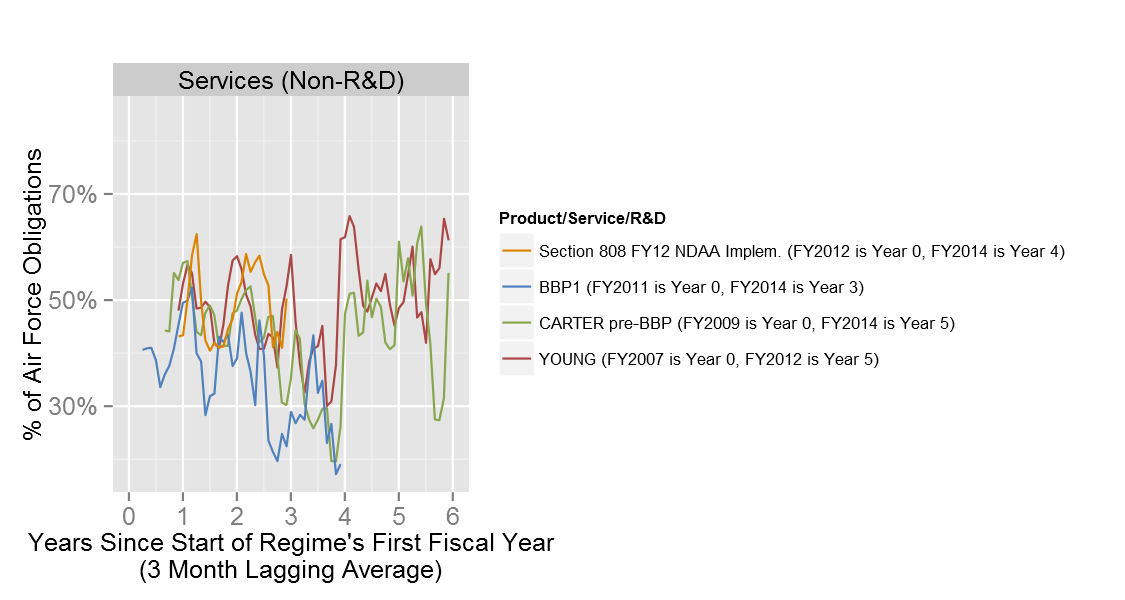 Services (Non-R&D)
% of Air Force Obligations
70%
50%
30%
0 1 2 3 4 5 6
Years Since Start of Regime's First Fiscal Year
(3 Month Lagging Average)
Product/Service/R&D
Section 808 FY12 NDAA Implem. (FY2012 is Year 0, FY2014 is Year 4)
BBP1 (FY2011 is Year 0, FY2014 is Year 3)
CARTER pre-BBP (FY2009 is Year 0, FY2014 is Year 5)
YOUNG (FY2007 is Year 0, FY2012 is Year 5)